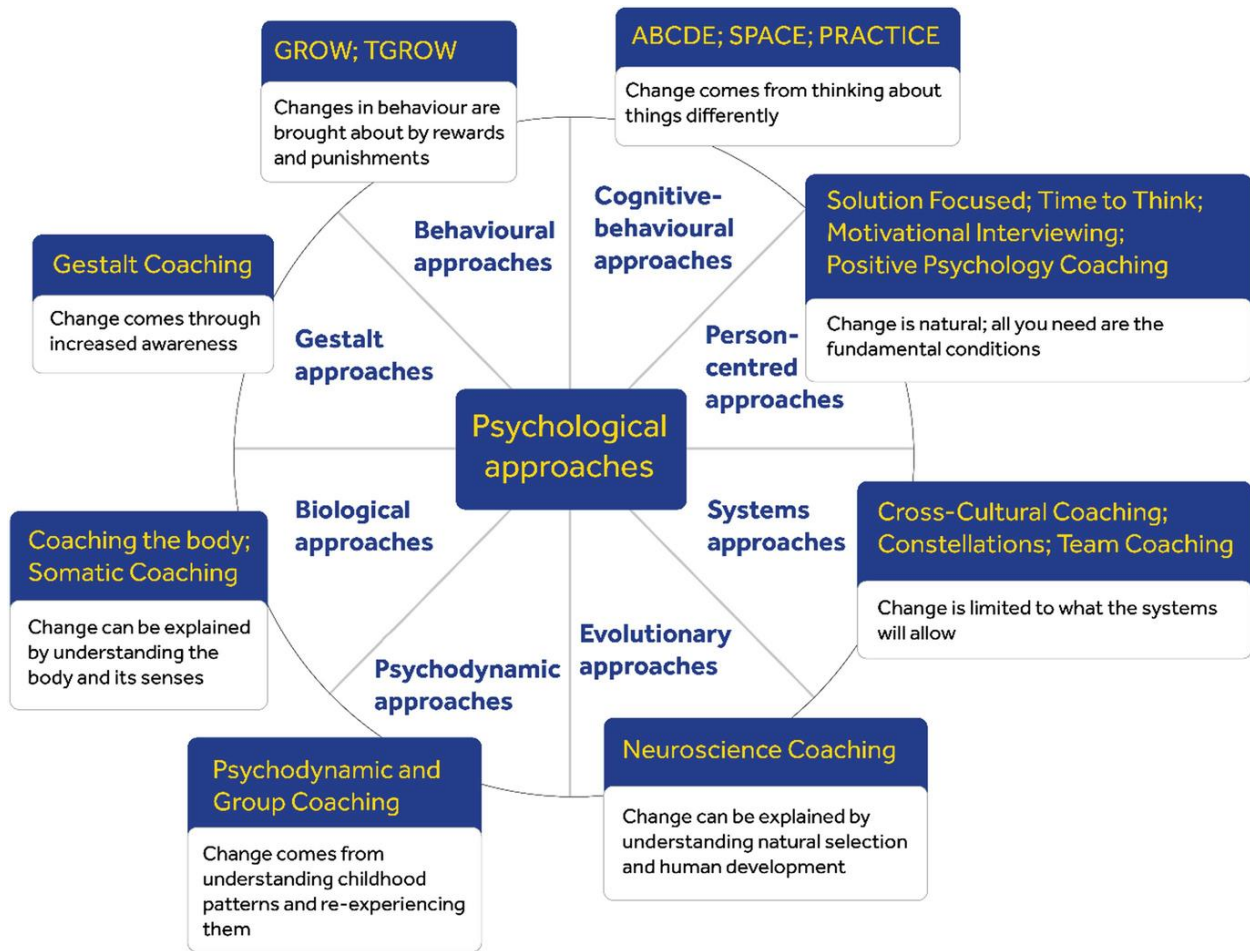 GROW; TGROW
Changes in behaviour are
brought about by rewards
and punishments
ABCDE; SPACE; PRACTICE
Change comes from thinking about
things differently
Solution Focused; Time to Think;
Motivational Interviewing;
Positive Psychology Coaching
Change is natural; all you need are the
fundamental conditions
Gestalt Coaching
Change comes through
increased awareness
Behavioural
approaches
Cognitive-
behavioural
approaches
Gestalt
approaches
Person-
centred
approaches
Psychological
approaches
Biological
approaches
Systems
approaches
Psychodynamic
approaches
Evolutionary
approaches
Coaching the body;
Somatic Coaching
Change can be explained
by understanding the
body and its senses
Cross-Cultural Coaching;
Constellations; Team Coaching
Change is limited to what the systems
will allow
Psychodynamic and
Group Coaching
Change comes from
understanding childhood
patterns and re-experiencing
them
Neuroscience Coaching
Change can be explained by
understanding natural selection
and human development